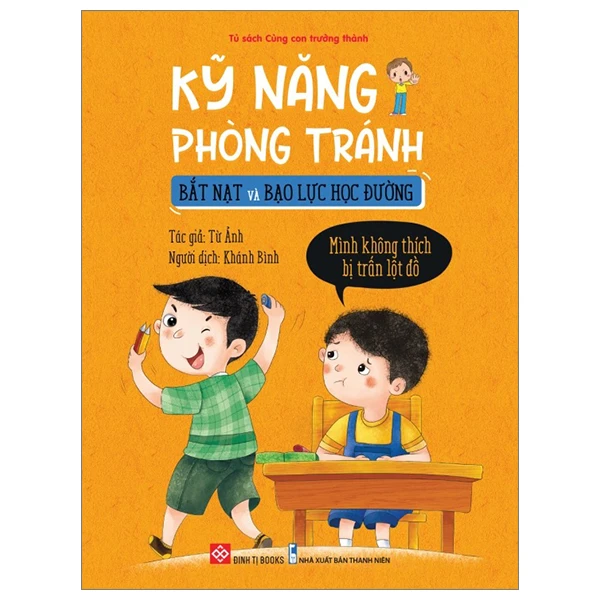 Tủ sách Cùng con trưởng thành
KỸ NĂNG
PHÒNG TRÁNH
BẮT NẠT VÀ BẠO LỰC HỌC ĐƯỜNG
Tác giả: Từ Ảnh
Người dịch: Khánh Bình
Mình không thích
bị trấn lột đồ
ĐINH TỊ BOOKS
NHÀ XUẤT BẢN THANH NIÊN